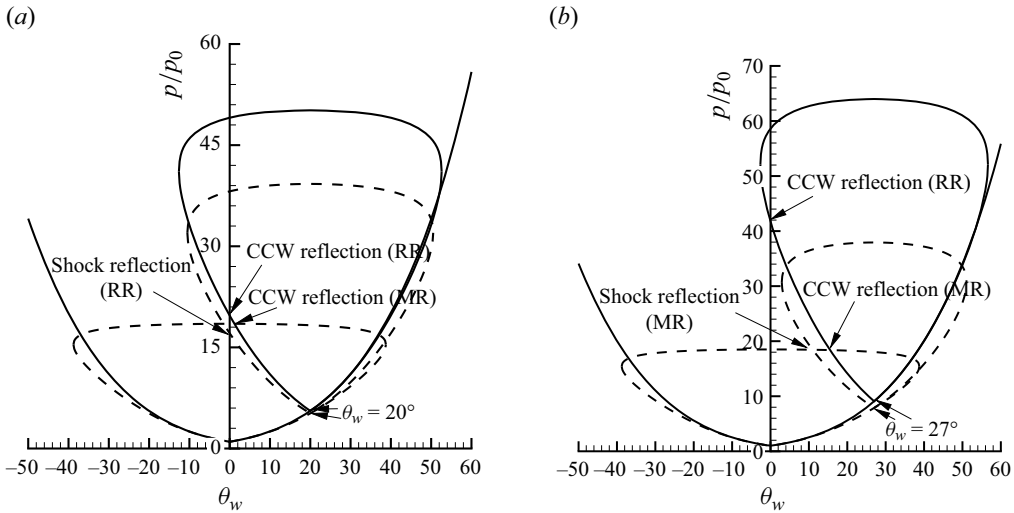 (a)
60
45
30
15
0
p/p0
CCW reflection (RR)
Shock reflection
(RR)
CCW reflection (MR)
θw = 20°
–50 –40 –30 –20 –10 0 10 20 30 40 50 60
θw
(b)
70
60
50
40
30
20
10
0
p/p0
CCW reflection (RR)
Shock reflection
(MR)
CCW reflection (MR)
θw = 27°
–50 –40 –30 –20 –10 0 10 20 30 40 50 60
θw